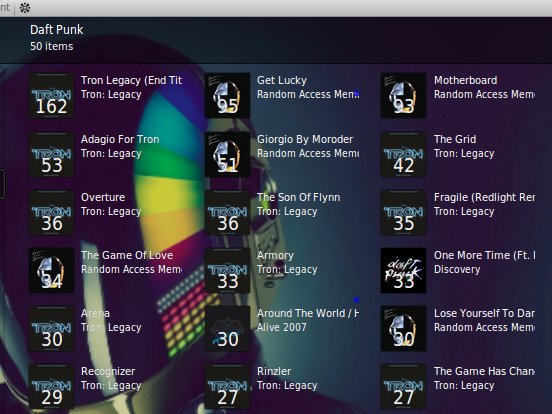 nt
Daft Punk
50 items
162
Tron Legacy (End Tit
Tron: Legacy
95
Get Lucky
Random Access Mem
93
Motherboard
Random Access Mem
53
Adagio For Tron
Tron: Legacy
51
Giorgio By Moroder
Random Access Mem
42
The Grid
Tron: Legacy
36
Overture
Tron: Legacy
36
The Son Of Flynn
Tron: Legacy
35
Fragile (Redlight Rer
Tron: Legacy
34
The Game Of Love
Random Access Mem
33
Armory
Tron: Legacy
33
One More Time (Ft. 
Discovery
30
Arena
Tron: Legacy
30
Around The World / H
Alive 2007
30
Lose Yourself To Dar
Random Access Mem
29
Recognizer
Tron: Legacy
27
Rinzler
Tron: Legacy
27
The Game Has Chan
Tron: Legacy